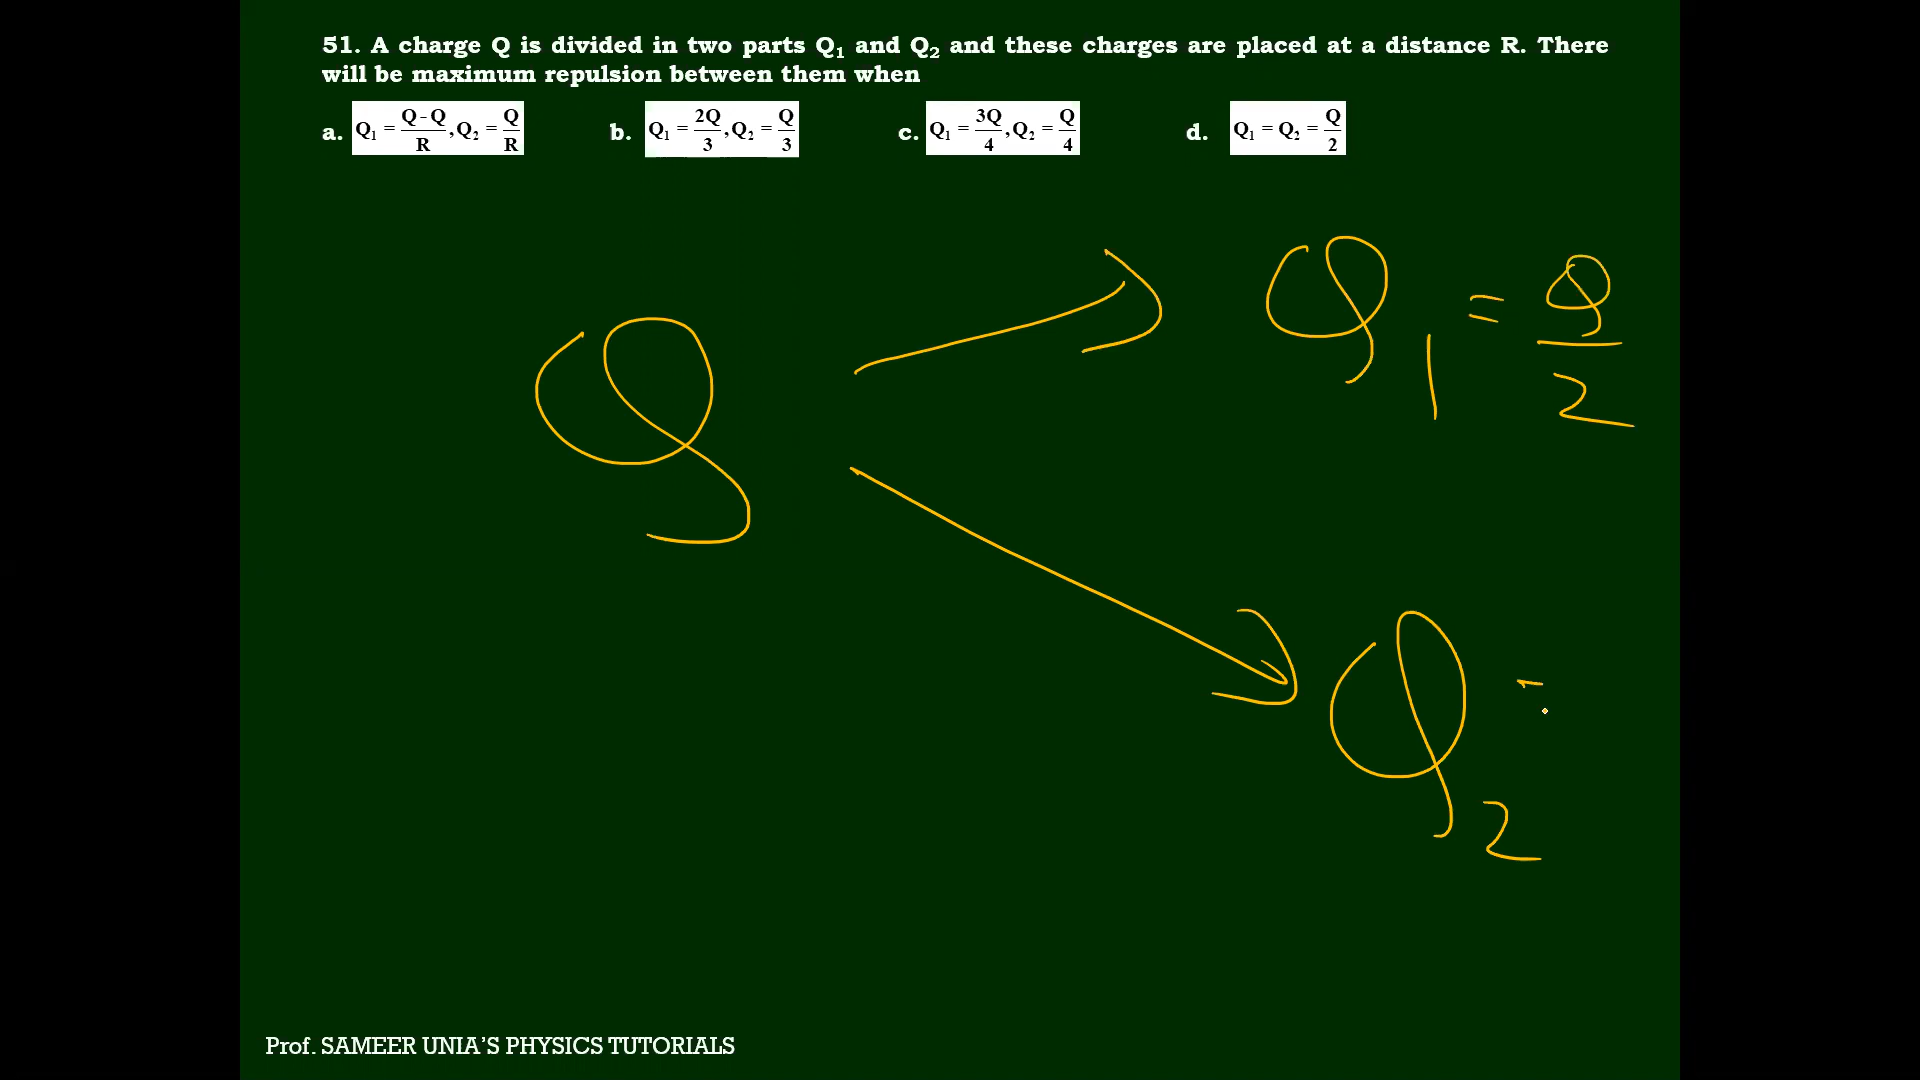 51. A charge Q is divided in two parts Q₁ and Q₂ and these charges are placed at a distance R. There
will be maximum repulsion between them when
a. Q₁ = (Q-Q)/R, Q₂ = Q/R b. Q₁ = 2Q/3, Q₂ = Q/3 c. Q₁ = 3Q/4, Q₂ = Q/4 d. Q₁ = Q₂ = Q/2
Q₁ = Q/2
Q
Q₂ =
Prof. SAMEER UNIA'S PHYSICS TUTORIALS